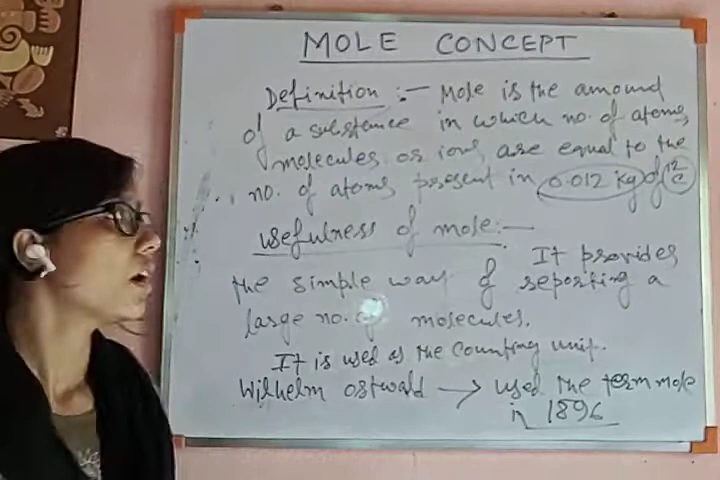 MOLE CONCEPT
Definition :- Mole is the amound
of a substance in which no. of atoms,
molecules or ions are equal to the
no. of atoms present in 0.012 kg of 12C
Usefulness of mole:-
It provides
the simple way of reporting a
large no. of molecules.
It is used as the counting unit.
Wilhelm ostwald → used the term mole
in 1896